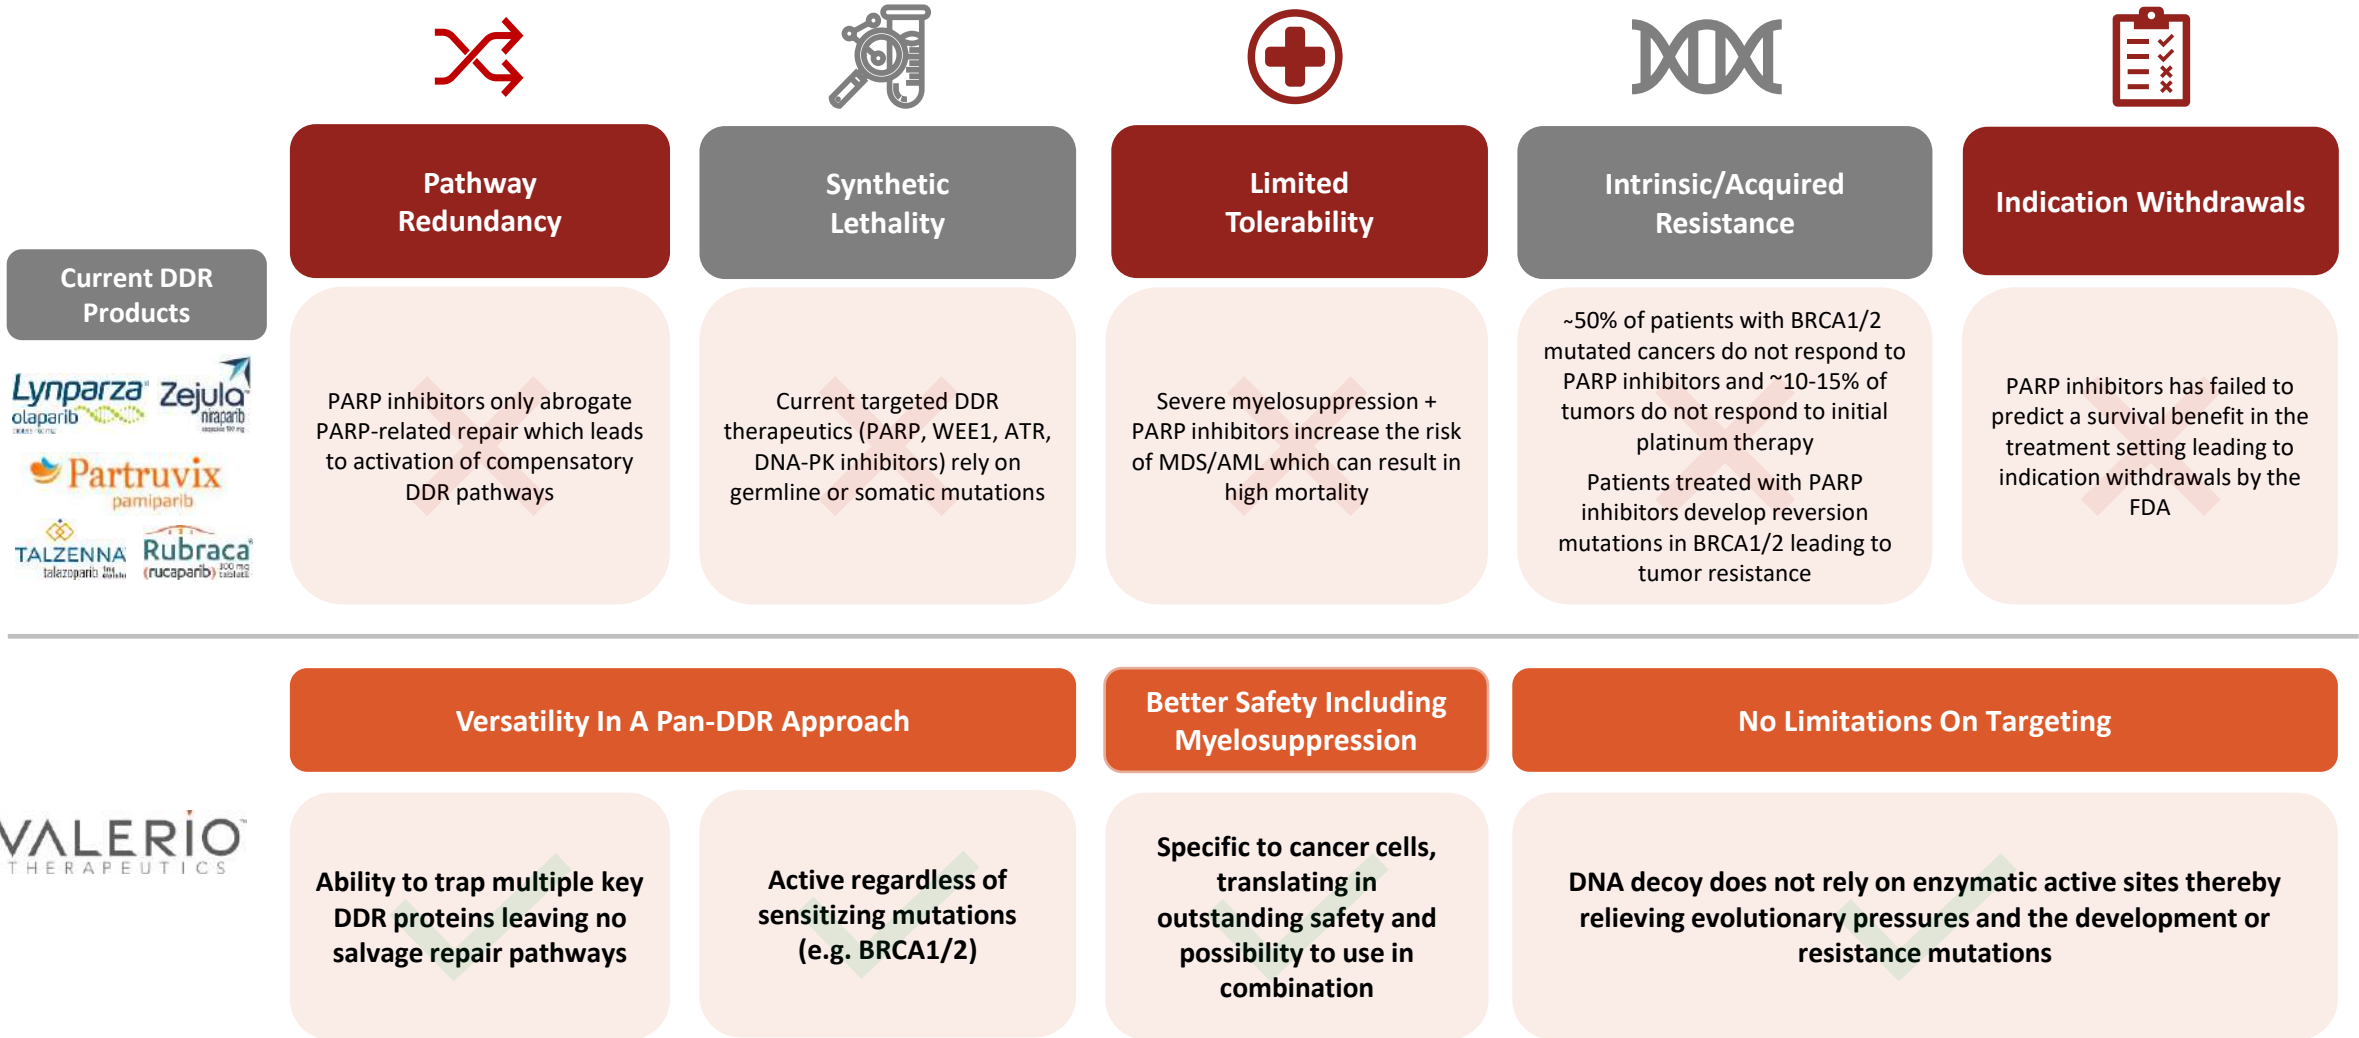 Pathway
Redundancy
Synthetic
Lethality
Limited
Tolerability
Intrinsic/Acquired
Resistance
Indication Withdrawals
Current DDR
Products
Lynparza
olaparib
Zejula
niraparib
Partruvix
pamiparib
TALZENNA
talazoparib
Rubraca
(rucaparib)
PARP inhibitors only abrogate
PARP-related repair which leads
to activation of compensatory
DDR pathways
Current targeted DDR
therapeutics (PARP, WEE1, ATR,
DNA-PK inhibitors) rely on
germline or somatic mutations
Severe myelosuppression +
PARP inhibitors increase the risk
of MDS/AML which can result in
high mortality
~50% of patients with BRCA1/2
mutated cancers do not respond to
PARP inhibitors and ~10-15% of
tumors do not respond to initial
platinum therapy
Patients treated with PARP
inhibitors develop reversion
mutations in BRCA1/2 leading to
tumor resistance
PARP inhibitors has failed to
predict a survival benefit in the
treatment setting leading to
indication withdrawals by the
FDA
Versatility In A Pan-DDR Approach
Better Safety Including
Myelosuppression
No Limitations On Targeting
VALERIO
THERAPEUTICS
Ability to trap multiple key
DDR proteins leaving no
salvage repair pathways
Active regardless of
sensitizing mutations
(e.g. BRCA1/2)
Specific to cancer cells,
translating in
outstanding safety and
possibility to use in
combination
DNA decoy does not rely on enzymatic active sites thereby
relieving evolutionary pressures and the development or
resistance mutations